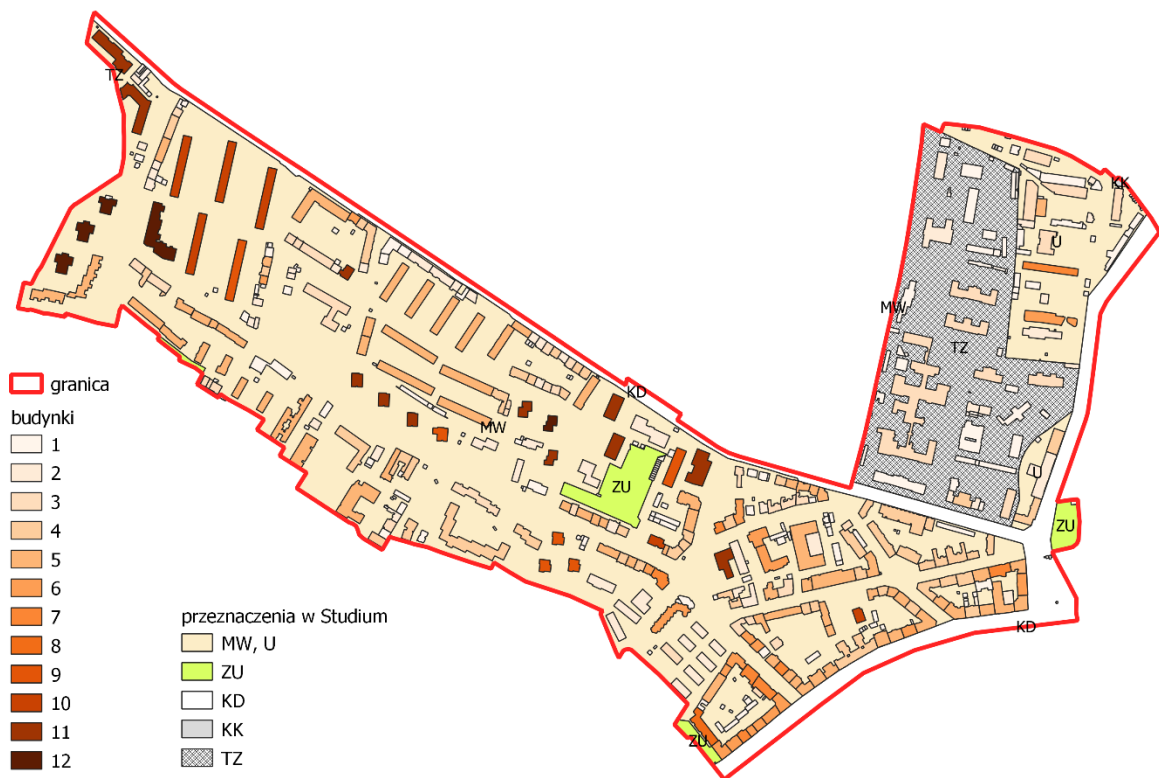 TZ
KK
U
MW
TZ
KD
MW
ZU
U
ZU
KD
ZU
granica
budynki
1
2
3
4
5
6
7
8
9
10
11
12
przeznaczenia w Studium
MW, U
ZU
KD
KK
TZ